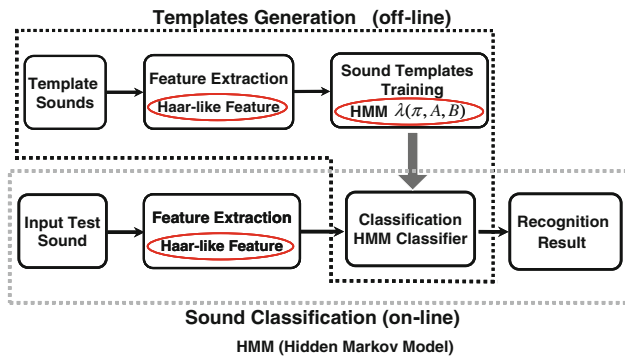 Templates Generation (off-line)
Template
Sounds
Feature Extraction
Haar-like Feature
Sound Templates
Training
HMM λ(π, A, B)
Input Test
Sound
Feature Extraction
Haar-like Feature
Classification
HMM Classifier
Recognition
Result
Sound Classification (on-line)
HMM (Hidden Markov Model)